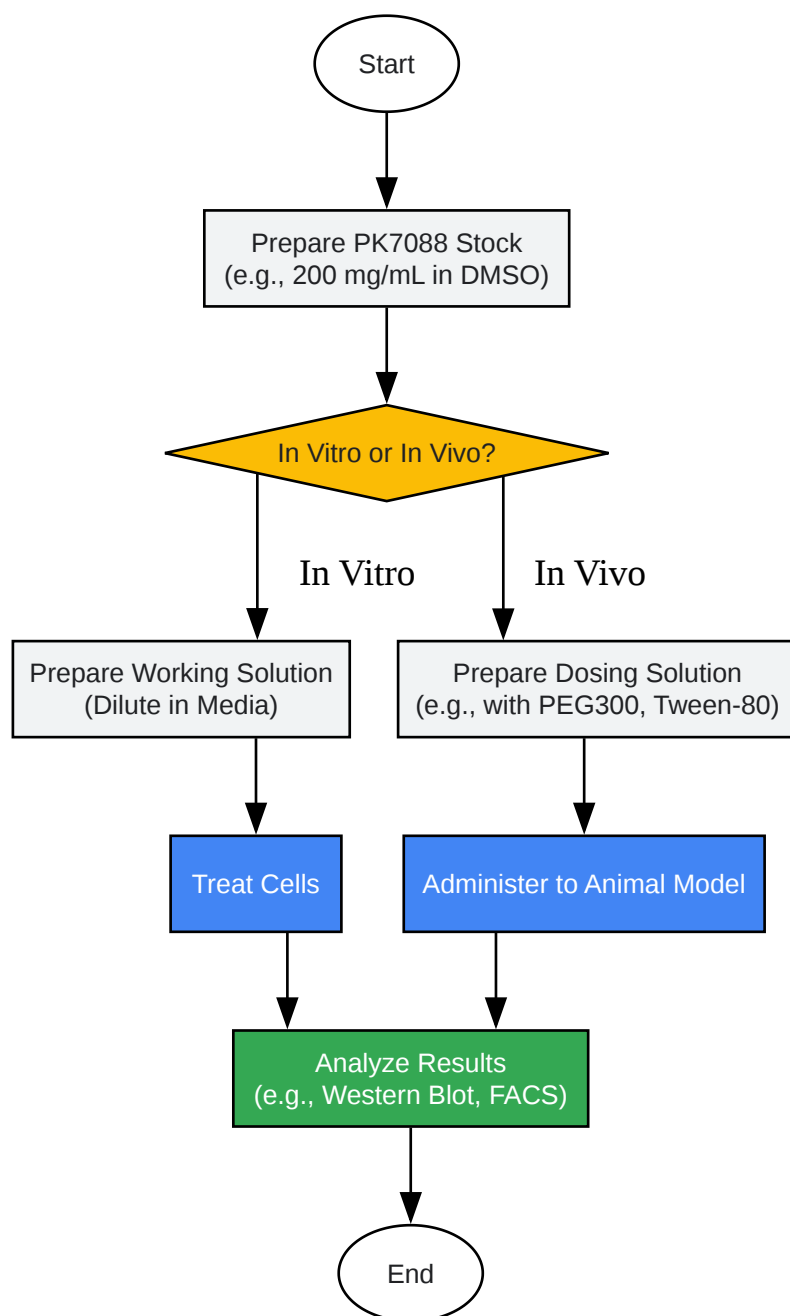 Start
Prepare PK7088 Stock
(e.g., 200 mg/mL in DMSO)
In Vitro or In Vivo?
In Vitro
In Vivo
Prepare Working Solution
(Dilute in Media)
Prepare Dosing Solution
(e.g., with PEG300, Tween-80)
Treat Cells
Administer to Animal Model
Analyze Results
(e.g., Western Blot, FACS)
End